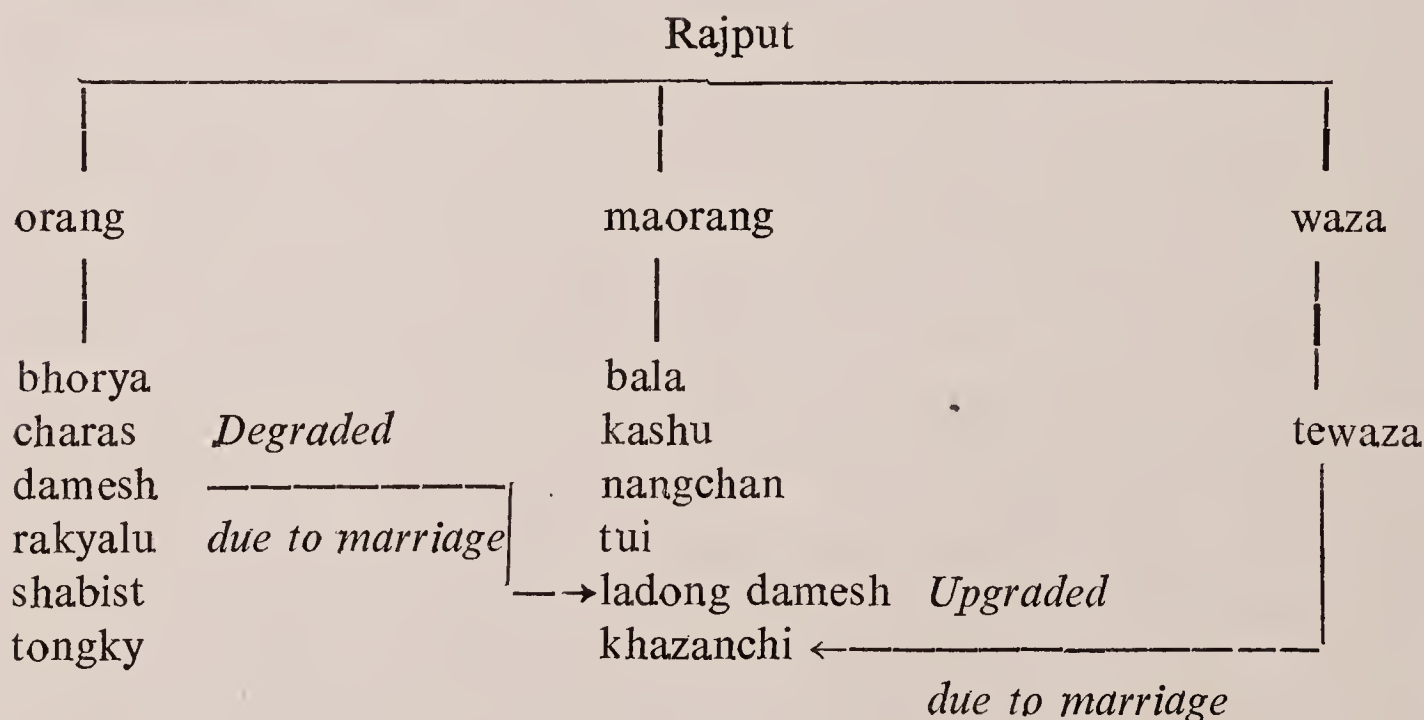 Rajput
orang maorang waza
bhorya bala
charas Degraded kashu tewaza
damesh nangchan
rakyalu due to marriage tui
shabist ladong damesh Upgraded
tongky khazanchi
due to marriage